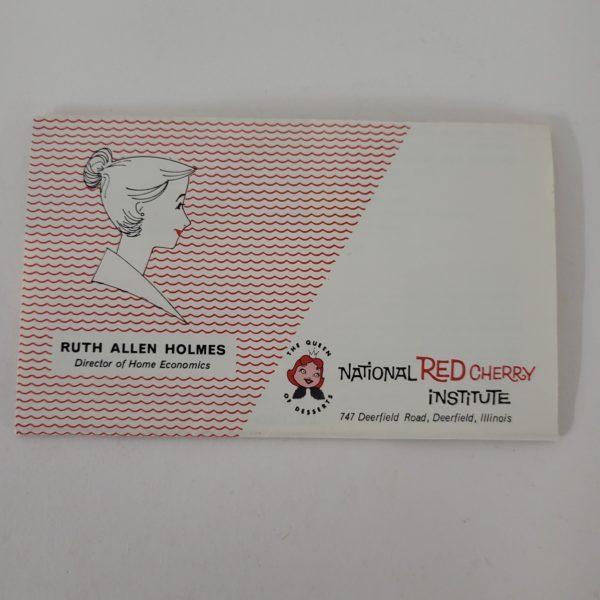 RUTH ALLEN HOLMES
Director of Home Economics
THE QUEEN
OF DESSERTS
NATIONAL RED CHERRY
INSTITUTE
747 Deerfield Road, Deerfield, Illinois